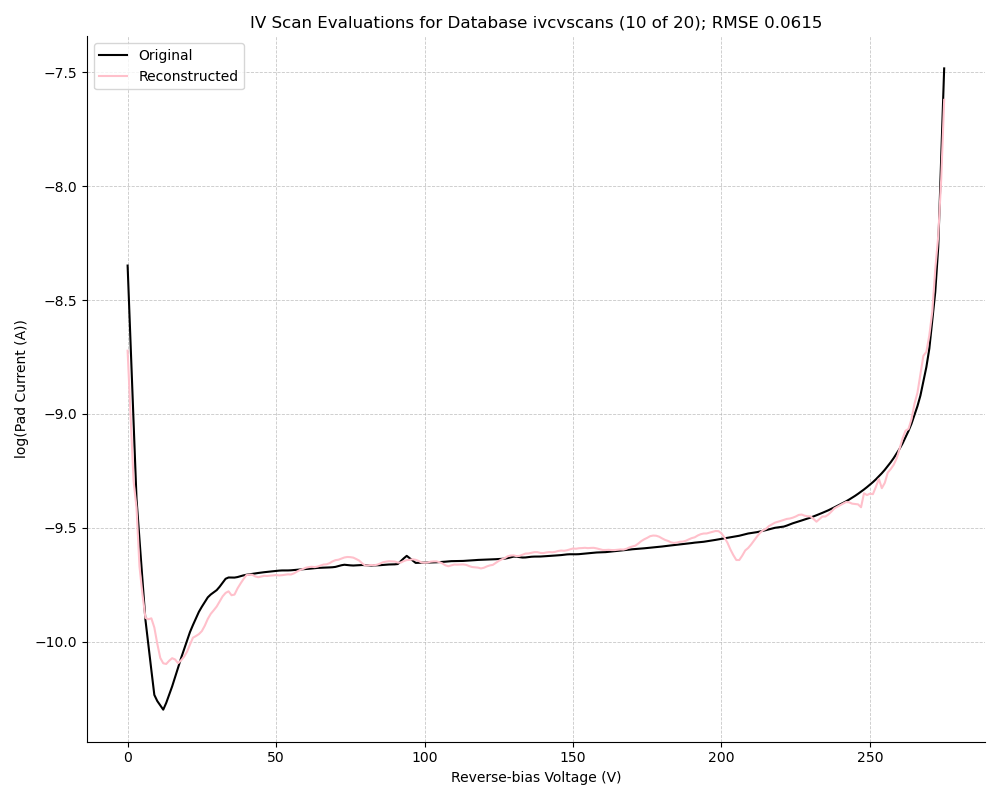 IV Scan Evaluations for Database ivcvscans (10 of 20); RMSE 0.0615
Original
Reconstructed
−7.5
−8.0
−8.5
−9.0
−9.5
−10.0
log(Pad Current (A))
0 50 100 150 200 250
Reverse-bias Voltage (V)